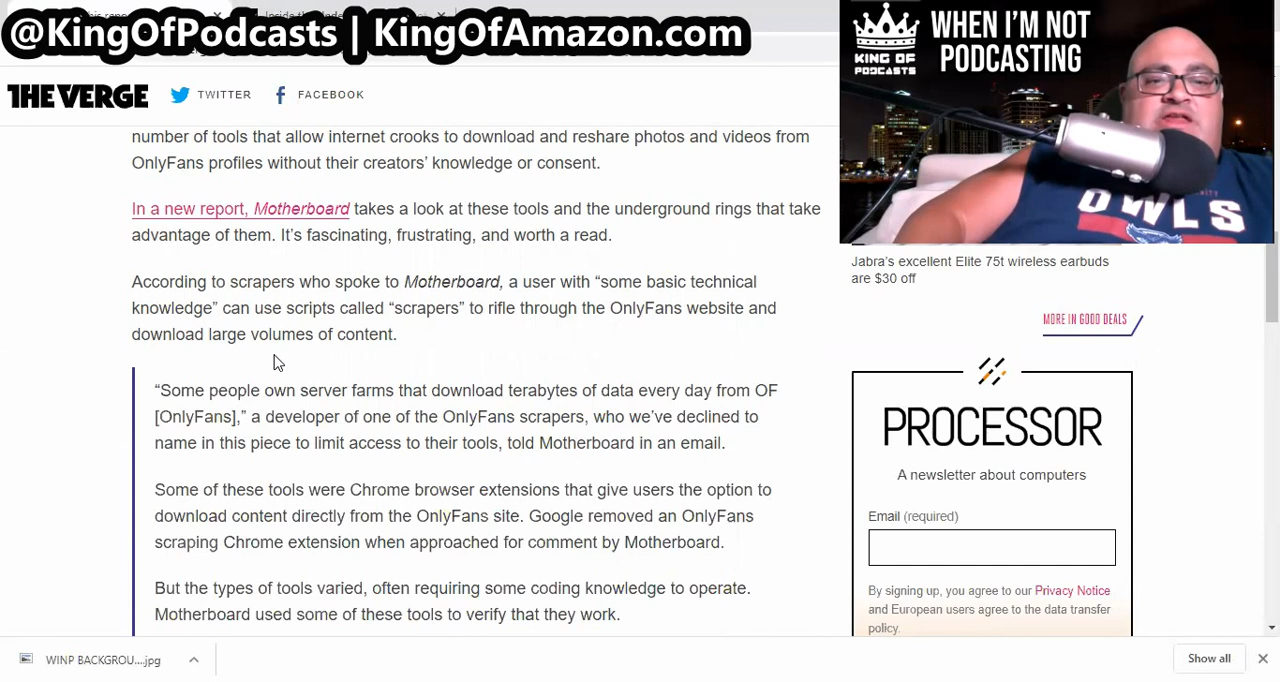 @KingOfPodcasts | KingOfAmazon.com
WHEN I'M NOT
PODCASTING
KING OF
PODCASTS
OWLS
THE VERGE
TWITTER
FACEBOOK
number of tools that allow internet crooks to download and reshare photos and videos from
OnlyFans profiles without their creators’ knowledge or consent.
In a new report, Motherboard takes a look at these tools and the underground rings that take
advantage of them. It’s fascinating, frustrating, and worth a read.
According to scrapers who spoke to Motherboard, a user with “some basic technical
knowledge” can use scripts called “scrapers” to rifle through the OnlyFans website and
download large volumes of content.
“Some people own server farms that download terabytes of data every day from OF
[OnlyFans],” a developer of one of the OnlyFans scrapers, who we’ve declined to
name in this piece to limit access to their tools, told Motherboard in an email.
Some of these tools were Chrome browser extensions that give users the option to
download content directly from the OnlyFans site. Google removed an OnlyFans
scraping Chrome extension when approached for comment by Motherboard.
But the types of tools varied, often requiring some coding knowledge to operate.
Motherboard used some of these tools to verify that they work.
Jabra’s excellent Elite 75t wireless earbuds
are $30 off
MORE IN GOOD DEALS
PROCESSOR
A newsletter about computers
Email (required)
By signing up, you agree to our Privacy Notice
and European users agree to the data transfer
policy.
WINP BACKGROU....jpg
Show all